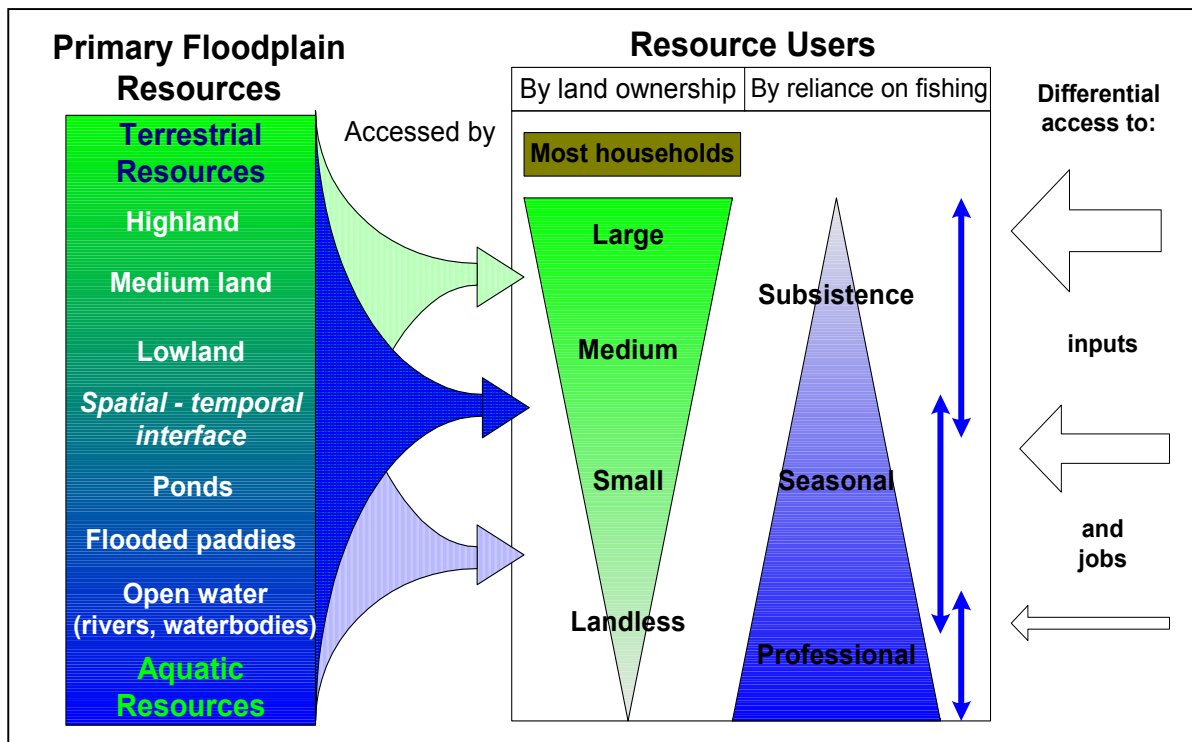 Primary Floodplain
Resources
Terrestrial
Resources
Highland
Medium land
Lowland
Spatial - temporal
interface
Ponds
Flooded paddies
Open water
(rivers, waterbodies)
Aquatic
Resources
Accessed by
Resource Users
By land ownership
By reliance on fishing
Most households
Large
Medium
Small
Landless
Subsistence
Seasonal
Professional
Differential
access to:
inputs
and
jobs